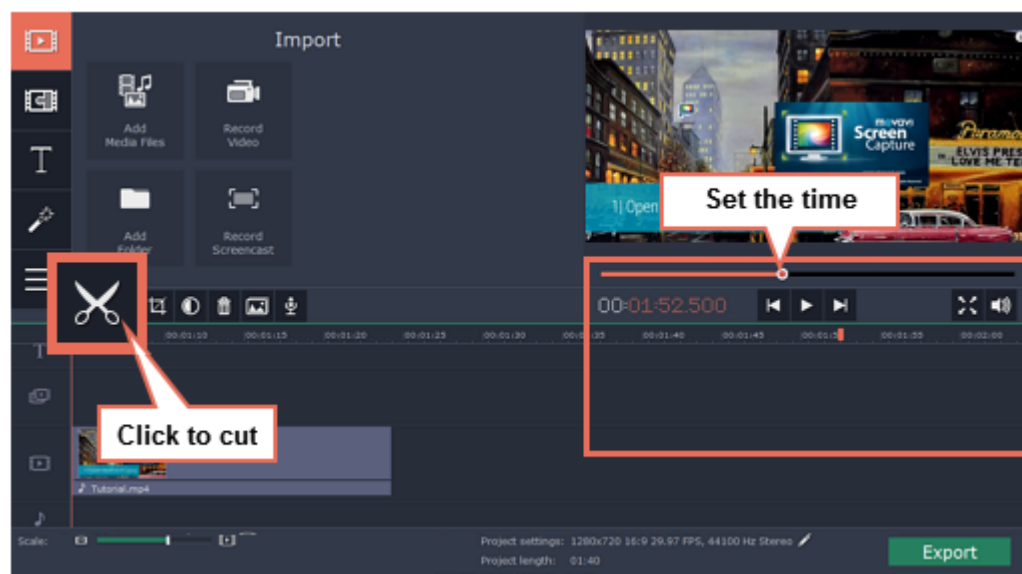 Import
Add
Media Files
Record
Video
Add
Folder
Record
Screencast
movavi
Screen
Capture
Paramo
ELVIS PRES
LOVE ME TE
1| Open
Set the time
00:01:52.500
00:01:10
00:01:15
00:01:20
00:01:25
00:01:30
00:01:40
00:01:45
00:01:55
00:02:00
T
Click to cut
Tutorial.mp4
Scale:
Project settings: 1280x720 16:9 29.97 FPS, 44100 Hz Stereo
Project length: 01:40
Export